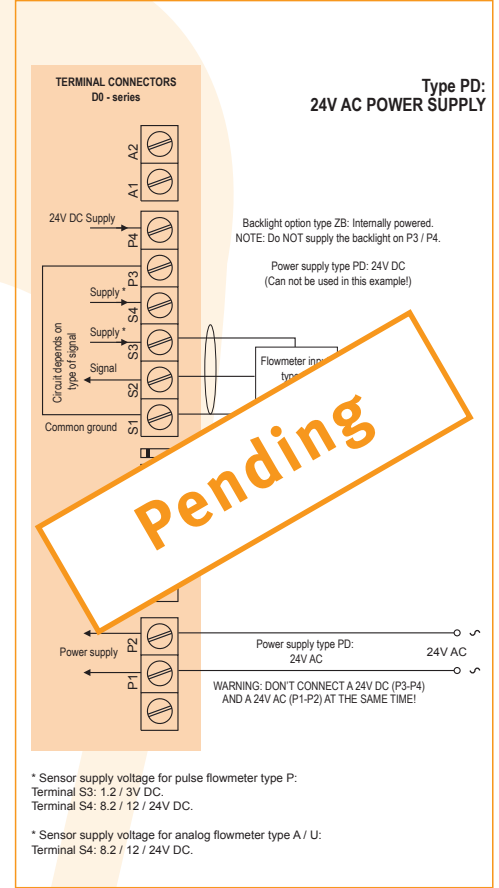 Type PD:
24V AC POWER SUPPLY
TERMINAL CONNECTORS
D0 - series
A2
A1
24V DC Supply
P4
P3
Supply *
S4
Supply *
S3
Signal
S2
Common ground
S1
Circuit depends on
type of signal
Backlight option type ZB: Internally powered.
NOTE: Do NOT supply the backlight on P3 / P4.
Power supply type PD: 24V DC
(Can not be used in this example!)
Flowmeter
Pending
Power supply
P2
P1
Power supply type PD:
24V AC
24V AC
WARNING: DON'T CONNECT A 24V DC (P3-P4)
AND A 24V AC (P1-P2) AT THE SAME TIME!
* Sensor supply voltage for pulse flowmeter type P:
Terminal S3: 1.2 / 3V DC.
Terminal S4: 8.2 / 12 / 24V DC.
* Sensor supply voltage for analog flowmeter type A / U:
Terminal S4: 8.2 / 12 / 24V DC.